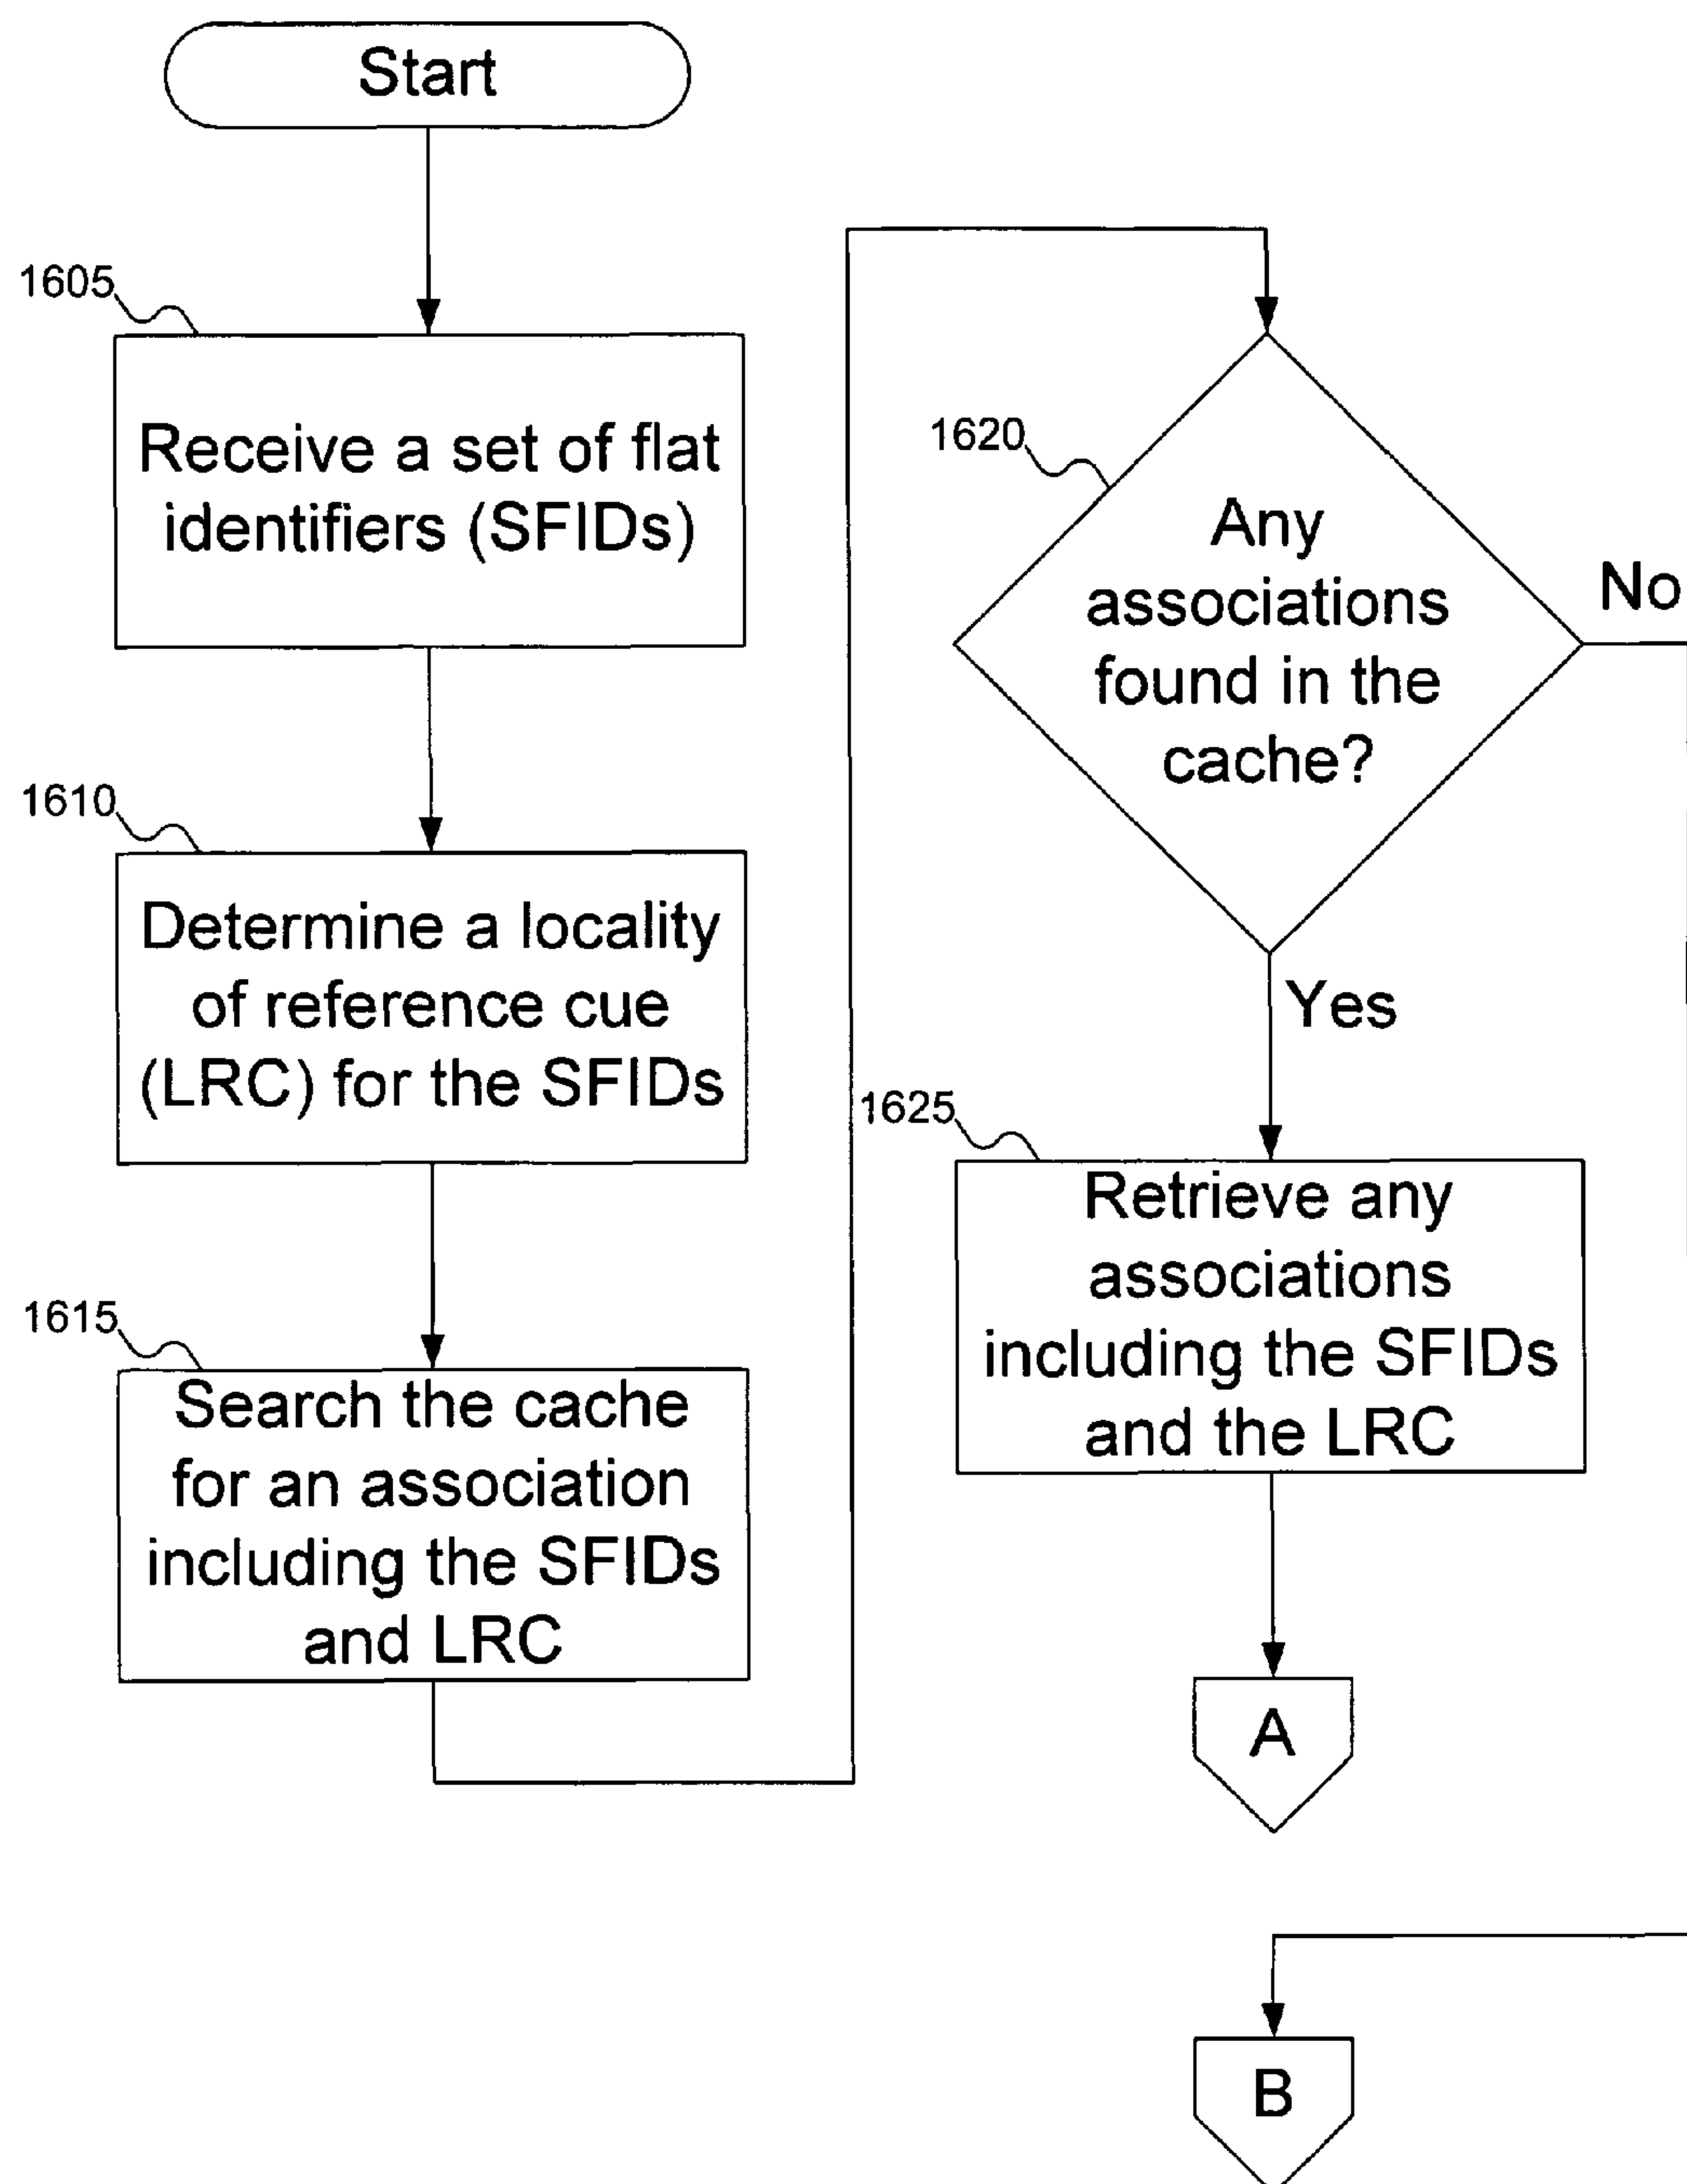 Start
1605
Receive a set of flat
identifiers (SFIDs)
1610
Determine a locality
of reference cue
(LRC) for the SFIDs
1615
Search the cache
for an association
including the SFIDs
and LRC
1620
Any
associations
found in the
cache?
No
Yes
1625
Retrieve any
associations
including the SFIDs
and the LRC
A
B